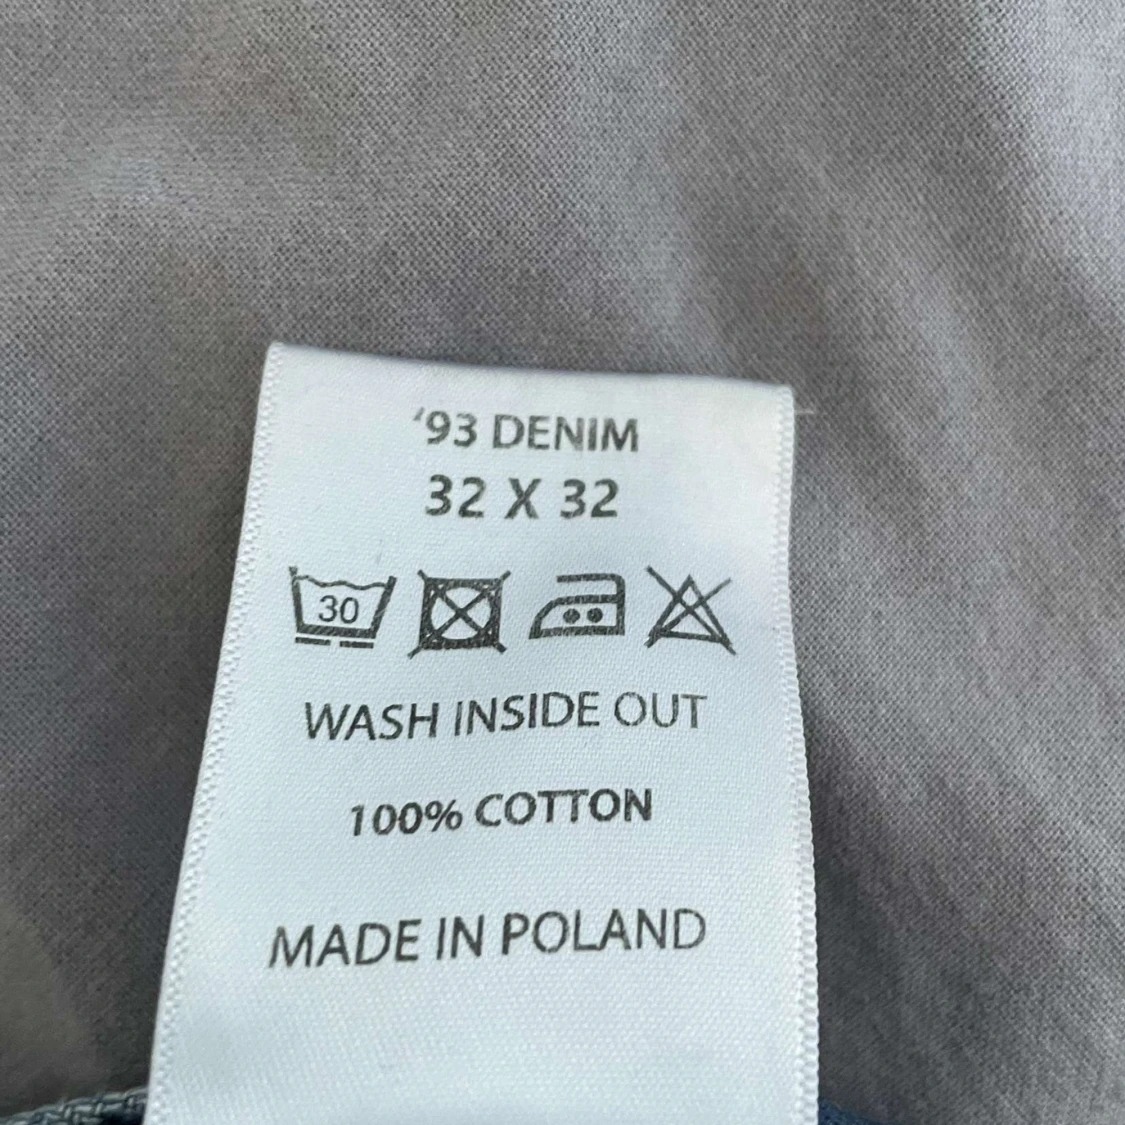 ‘93 DENIM
32 X 32
30
WASH INSIDE OUT
100% COTTON
MADE IN POLAND